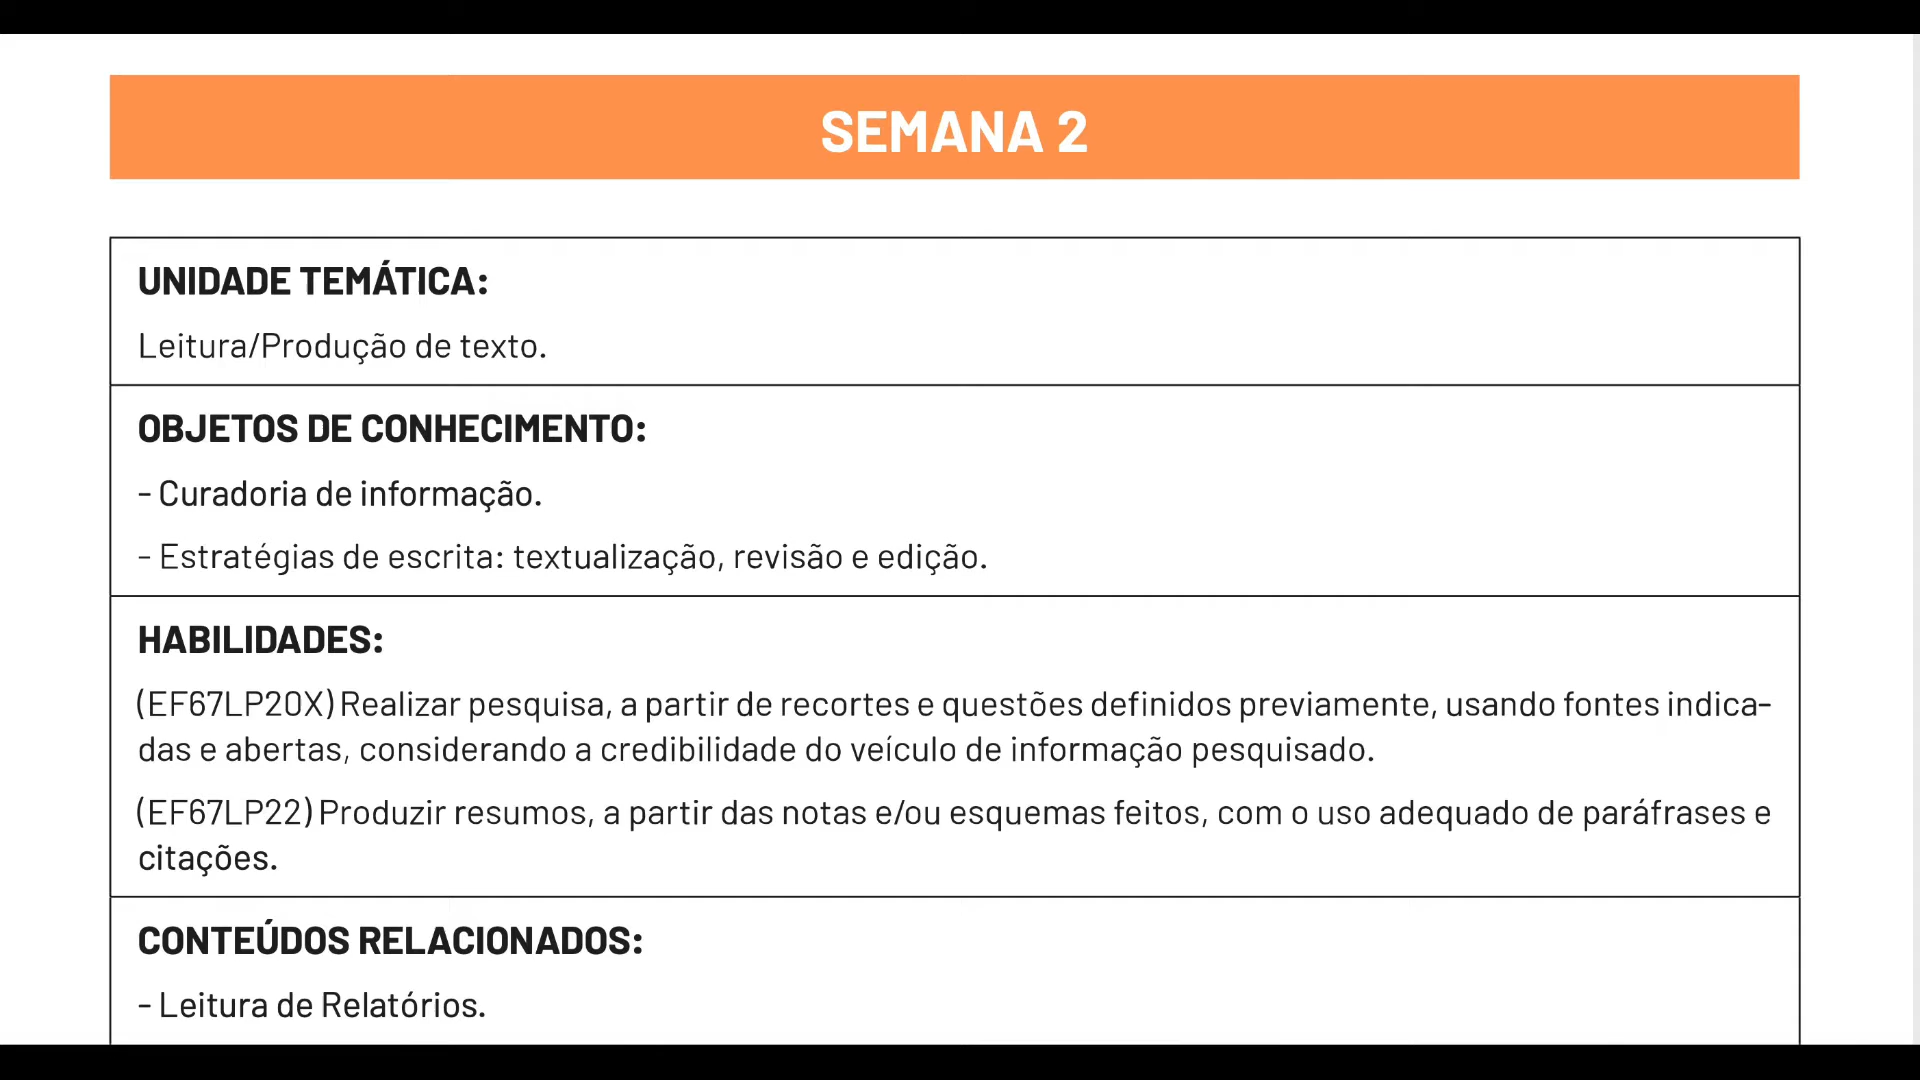 SEMANA 2
UNIDADE TEMÁTICA:
Leitura/Produção de texto.
OBJETOS DE CONHECIMENTO:
- Curadoria de informação.
- Estratégias de escrita: textualização, revisão e edição.
HABILIDADES:
(EF67LP20X) Realizar pesquisa, a partir de recortes e questões definidos previamente, usando fontes indica-
das e abertas, considerando a credibilidade do veículo de informação pesquisado.
(EF67LP22) Produzir resumos, a partir das notas e/ou esquemas feitos, com o uso adequado de paráfrases e
citações.
CONTEÚDOS RELACIONADOS:
- Leitura de Relatórios.